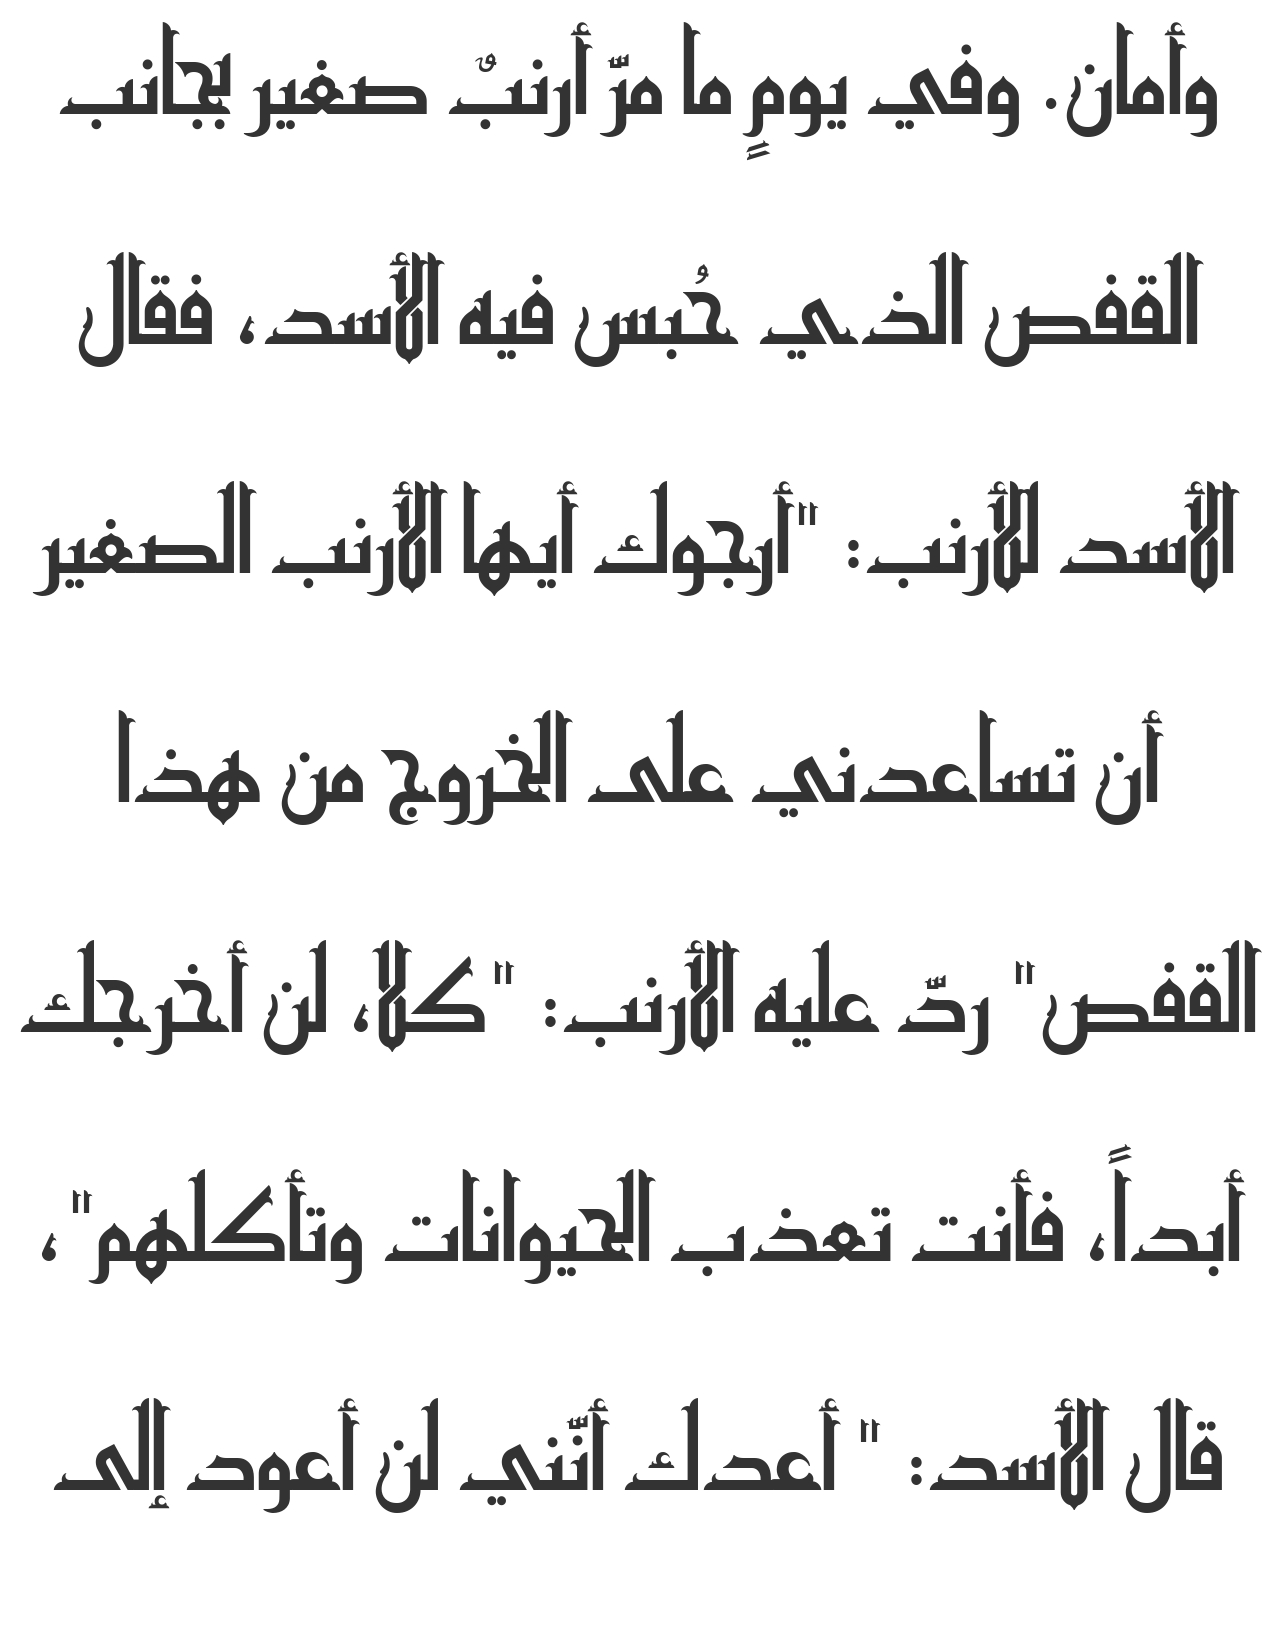 وأمان. وفي يومٍ ما مرّ أرنبٌ صغير بجانب
القفص الذي حُبس فيه الأسد، فقال
الأسد للأرنب: "أرجوك أيها الأرنب الصغير
أن تساعدني على الخروج من هذا
القفص" ردّ عليه الأرنب: "كلا، لن أخرجك
أبداً، فأنت تعذب الحيوانات وتأكلهم"،
قال الأسد: "أعدك أنّني لن أعود إلى